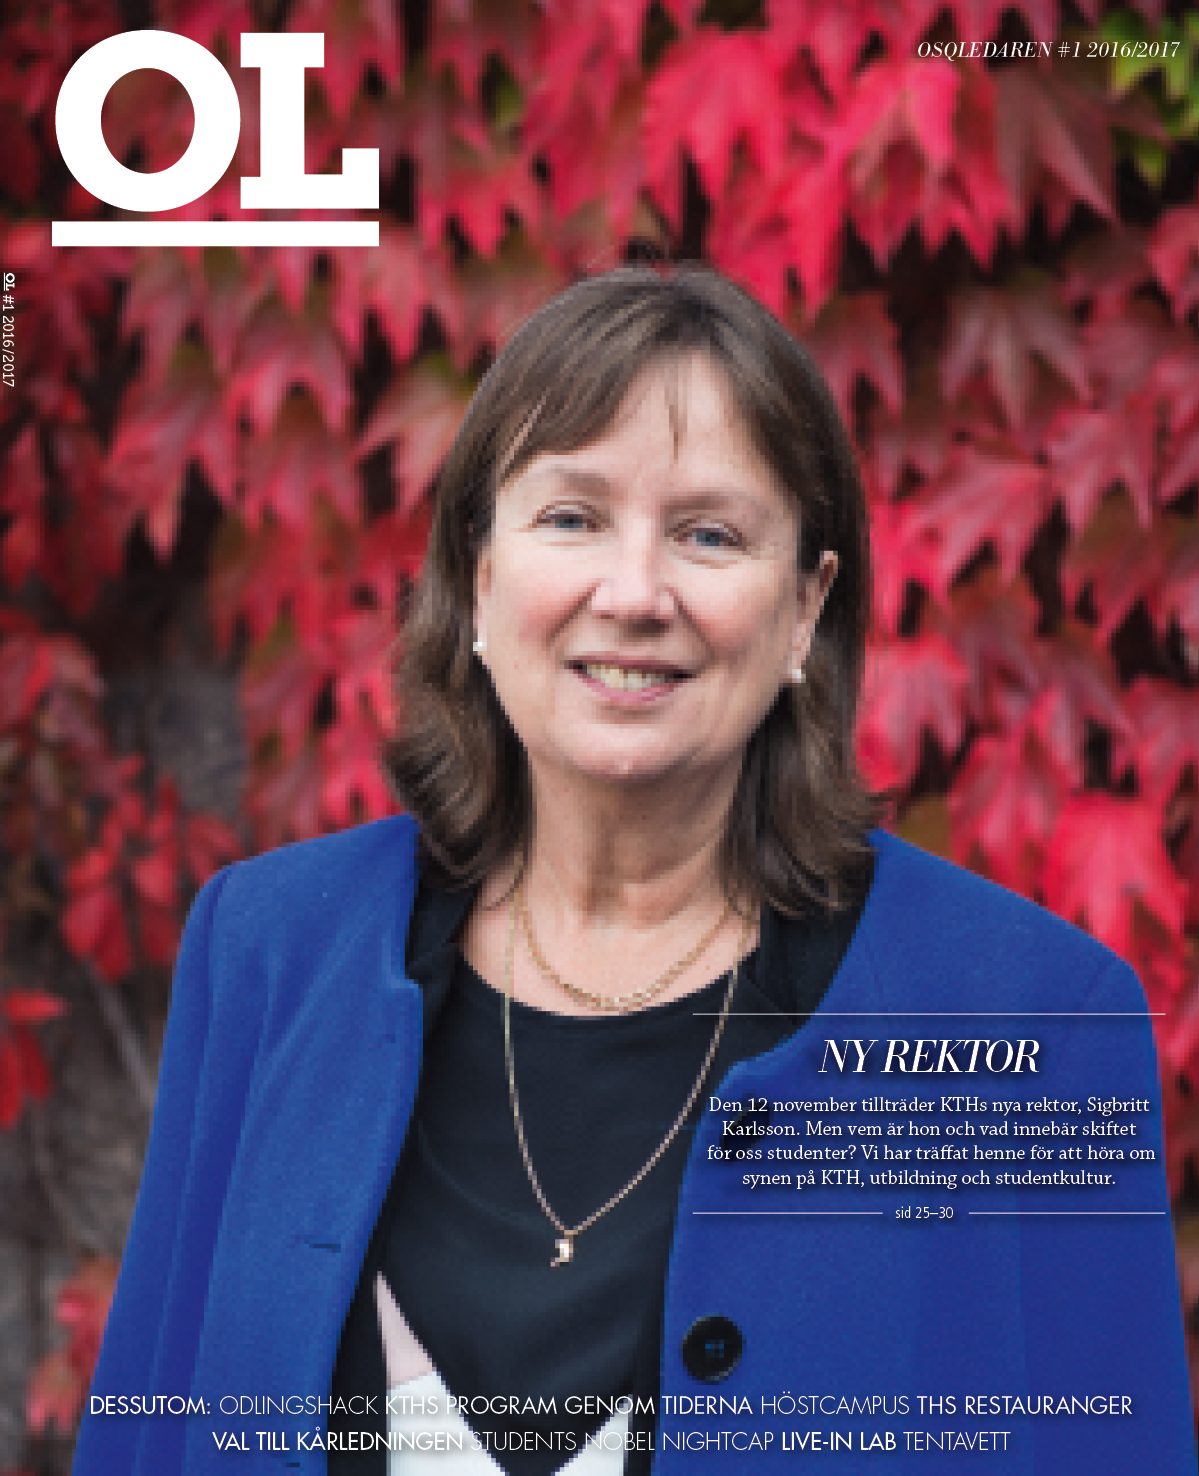 OL
OSQLEDAREN #1 2016/2017
OL #1 2016/2017
NY REKTOR
Den 12 november tillträder KTHs nya rektor, Sigbritt
Karlsson. Men vem är hon och vad innebär skiftet
för oss studenter? Vi har träffat henne för att höra om
synen på KTH, utbildning och studentkultur.
sid 25–30
DESSUTOM: ODLINGSHACK KTHS PROGRAM GENOM TIDERNA HÖSTCAMPUS THS RESTAURANGER
VAL TILL KÅRLEDNINGEN STUDENTS NOBEL NIGHTCAP LIVE-IN LAB TENTAVETT